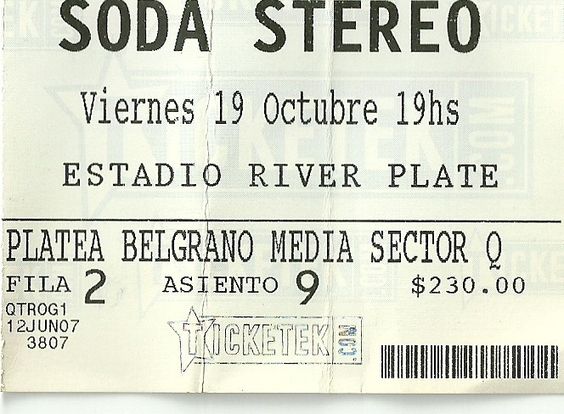 SODA STEREO
Viernes 19 Octubre 19hs
ESTADIO RIVER PLATE
PLATEA BELGRANO MEDIA SECTOR Q
FILA 2 ASIENTO 9 $230.00
QTROG1
12JUN07
3807
TICKETEK.COM